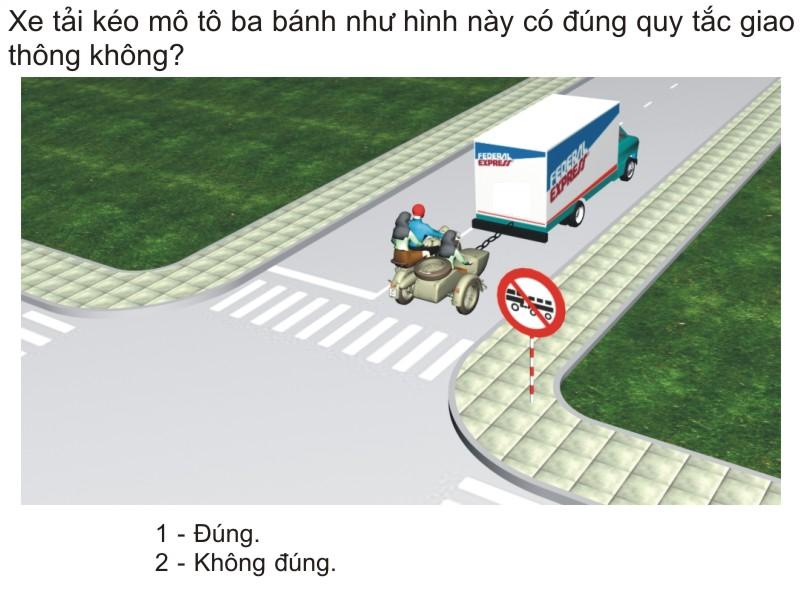 Xe tải kéo mô tô ba bánh như hình này có đúng quy tắc giao
thông không?
FEDERAL
EXPRESS
FEDERAL
EXPRESS
1 - Đúng.
2 - Không đúng.